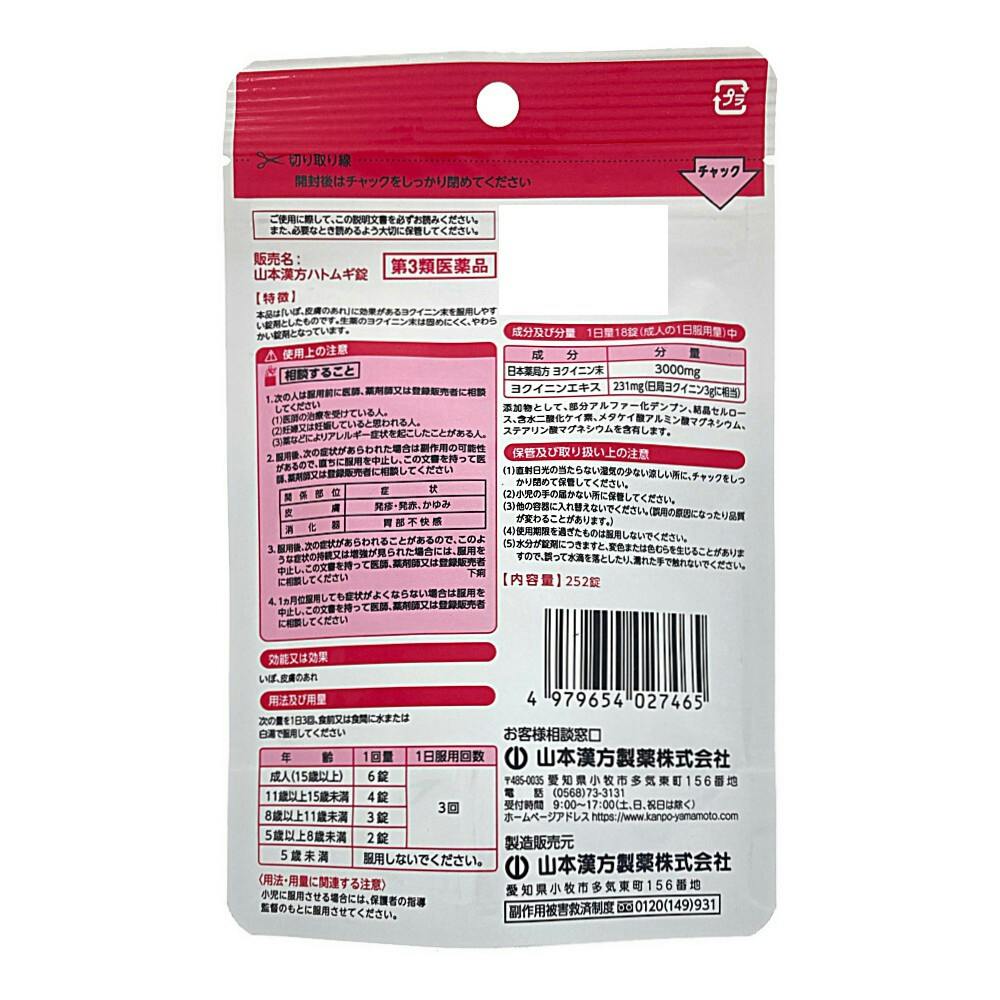 プラ
切り取り線
開封後はチャックをしっかり閉めてください
チャック
ご使用に際して、この説明文書を必ずお読みください。
また、必要なとき読めるよう大切に保管してください。
販売名：
山本漢方ハトムギ錠
第3類医薬品
【特徴】
本品は「いぼ、皮膚のあれ」に効果があるヨクイニン末を服用しやす
い錠剤としたものです。生薬のヨクイニン末は固めにくく、やわら
かい錠剤となっています。
使用上の注意
相談すること
1.次の人は服用前に医師、薬剤師又は登録販売者に相談
してください
(1)医師の治療を受けている人。
(2)妊婦又は妊娠していると思われる人。
(3)薬などによりアレルギー症状を起こしたことがある人。
2.服用後、次の症状があらわれた場合は副作用の可能性
があるので、直ちに服用を中止し、この文書を持って医
師、薬剤師又は登録販売者に相談してください
関係部位 症状
皮膚 発疹・発赤、かゆみ
消化器 胃部不快感
3.服用後、次の症状があらわれることがあるので、このよ
うな症状の持続又は増強が見られた場合には、服用を
中止し、この文書を持って医師、薬剤師又は登録販売者
に相談してください 下痢
4.1ヵ月位服用しても症状がよくならない場合は服用を
中止し、この文書を持って医師、薬剤師又は登録販売者
に相談してください
効能又は効果
いぼ、皮膚のあれ
用法及び用量
次の量を1日3回、食前又は食間に水または
白湯で服用してください
年齢 1回量 1日服用回数
成人(15歳以上) 6錠
11歳以上15歳未満 4錠
8歳以上11歳未満 3錠
3回
5歳以上8歳未満 2錠
5歳未満 服用しないでください。
〈用法・用量に関連する注意〉
小児に服用させる場合には、保護者の指導
監督のもとに服用させてください。
成分及び分量 1日量18錠(成人の1日服用量)中
成分 分量
日本薬局方 ヨクイニン末 3000mg
ヨクイニンエキス 231mg(日局ヨクイニン3gに相当)
添加物として、部分アルファー化デンプン、結晶セルロー
ス、含水二酸化ケイ素、メタケイ酸アルミン酸マグネシウム、
ステアリン酸マグネシウムを含有します。
保管及び取り扱い上の注意
(1)直射日光の当たらない湿気の少ない涼しい所に、チャックをしっ
かり閉めて保管してください。
(2)小児の手の届かない所に保管してください。
(3)他の容器に入れ替えないでください。(誤用の原因になったり品質
が変わることがあります。)
(4)使用期限を過ぎたものは服用しないでください。
(5)水分が錠剤につきますと、変色または色むらを生じることがありま
すので、誤って水滴を落としたり、濡れた手で触れないでください。
【内容量】252錠
4 979654 027465
お客様相談窓口
山本漢方製薬株式会社
〒485-0035 愛知県小牧市多気東町156番地
電話 (0568)73-3131
受付時間 9:00～17:00(土、日、祝日は除く)
ホームページアドレス https://www.kanpo-yamamoto.com
製造販売元
山本漢方製薬株式会社
愛知県小牧市多気東町156番地
副作用被害救済制度 0120(149)931